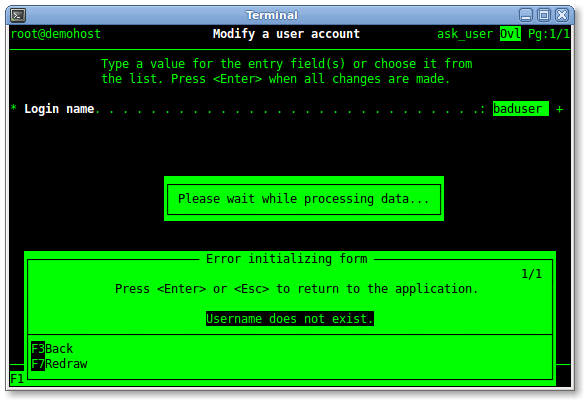 Terminal
root@demohost Modify a user account ask_user Ovl Pg:1/1
Type a value for the entry field(s) or choose it from
the list. Press <Enter> when all changes are made.
* Login name. . . . . . . . . . . . . . . . . . . . . . . . . . . .: baduser +
Please wait while processing data...
Error initializing form
1/1
Press <Enter> or <Esc> to return to the application.
Username does not exist.
F3Back
F7Redraw
F1